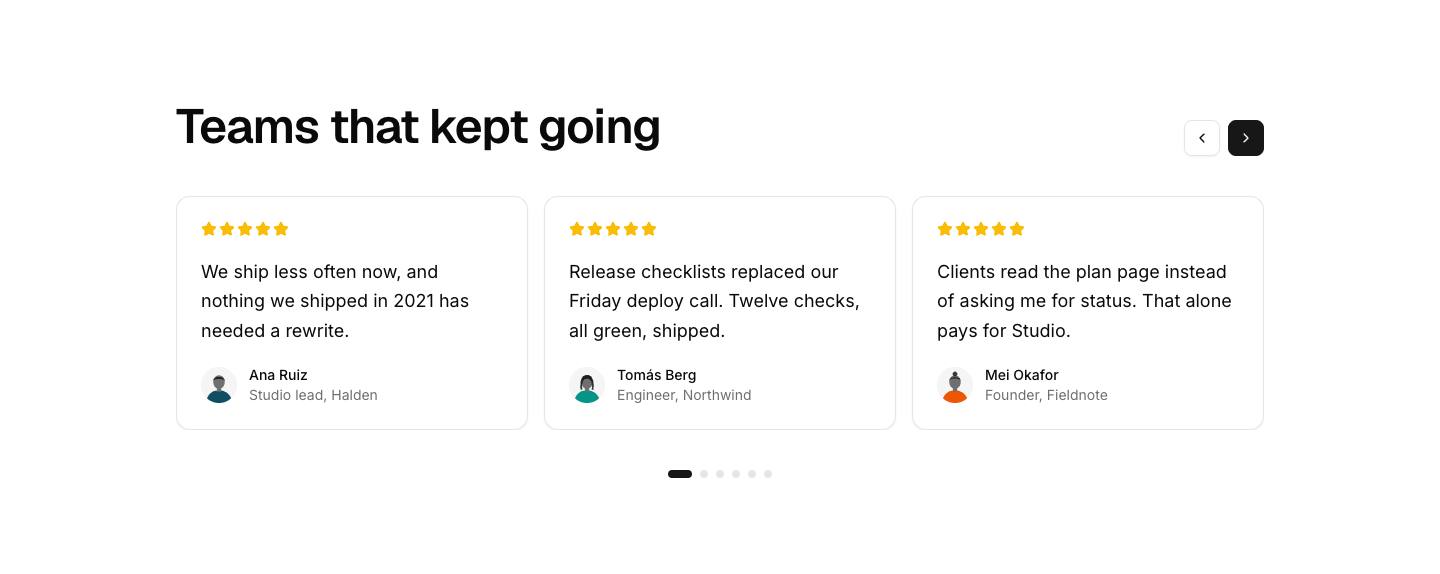 Teams that kept going
We ship less often now, and
nothing we shipped in 2021 has
needed a rewrite.
Ana Ruiz
Studio lead, Halden
Release checklists replaced our
Friday deploy call. Twelve checks,
all green, shipped.
Tomás Berg
Engineer, Northwind
Clients read the plan page instead
of asking me for status. That alone
pays for Studio.
Mei Okafor
Founder, Fieldnote